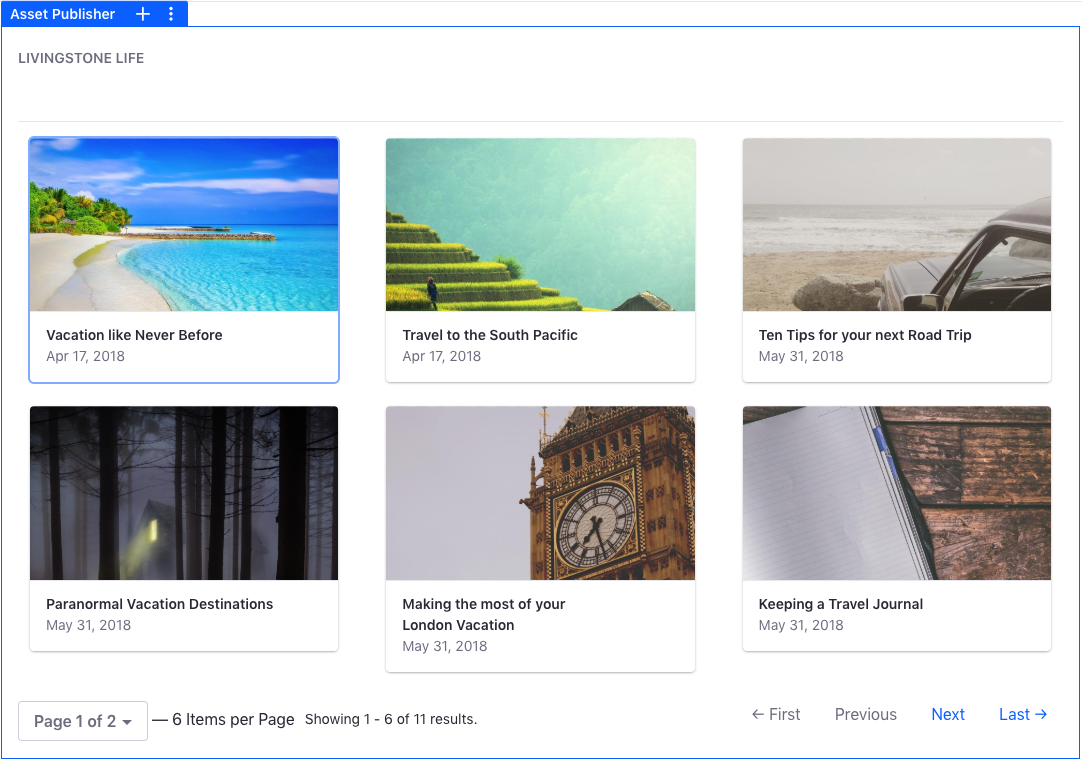 Asset Publisher
LIVINGSTONE LIFE
Vacation like Never Before
Apr 17, 2018
Travel to the South Pacific
Apr 17, 2018
Ten Tips for your next Road Trip
May 31, 2018
Paranormal Vacation Destinations
May 31, 2018
Making the most of your
London Vacation
May 31, 2018
Keeping a Travel Journal
May 31, 2018
Page 1 of 2 — 6 Items per Page Showing 1 - 6 of 11 results.
← First Previous Next Last →